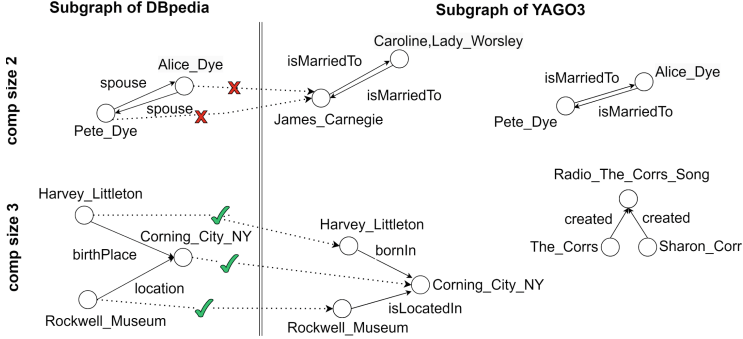 Subgraph of DBpedia
Subgraph of YAGO3
comp size 2
Alice_Dye
spouse
spouse
Pete_Dye
Caroline,Lady_Worsley
isMarriedTo
isMarriedTo
James_Carnegie
isMarriedTo
Alice_Dye
isMarriedTo
Pete_Dye
comp size 3
Harvey_Littleton
Corning_City_NY
birthPlace
location
Rockwell_Museum
Harvey_Littleton
bornIn
Corning_City_NY
isLocatedIn
Rockwell_Museum
Radio_The_Corrs_Song
created
created
The_Corrs
Sharon_Corr